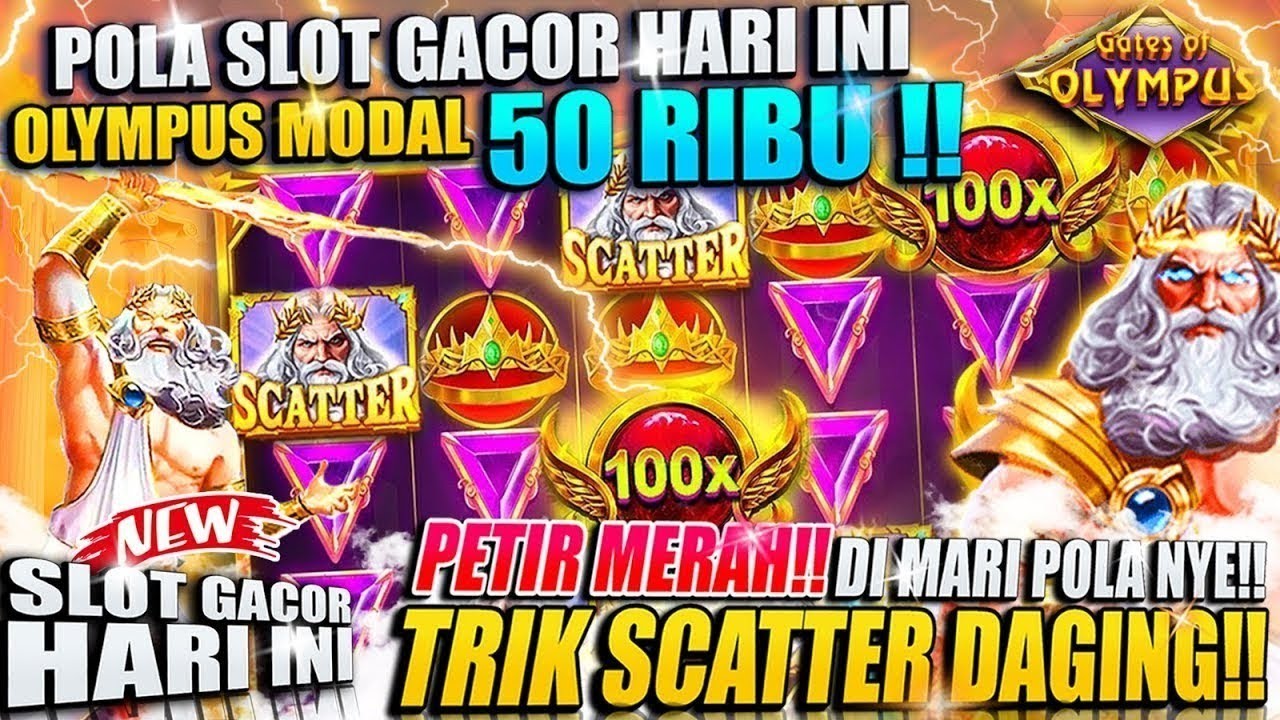 POLA SLOT GACOR HARI INI
OLYMPUS MODAL 50 RIBU !!
Gates of
OLYMPUS
SCATTER
100x
SCATTER
100x
NEW
SLOT GACOR
HARI INI
PETIR MERAH!! DI MARI POLA NYE!!
TRIK SCATTER DAGING!!